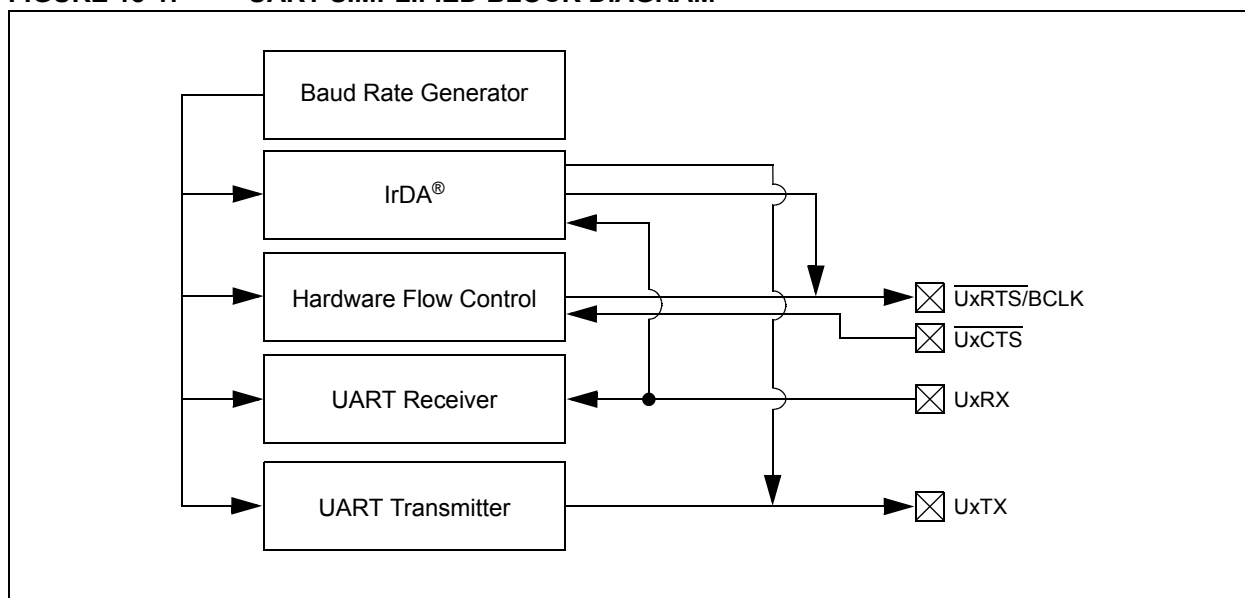 FIGURE 18-1: UART SIMPLIFIED BLOCK DIAGRAM
Baud Rate Generator
IrDA®
Hardware Flow Control
UxRTS/BCLK
UxCTS
UART Receiver
UxRX
UART Transmitter
UxTX